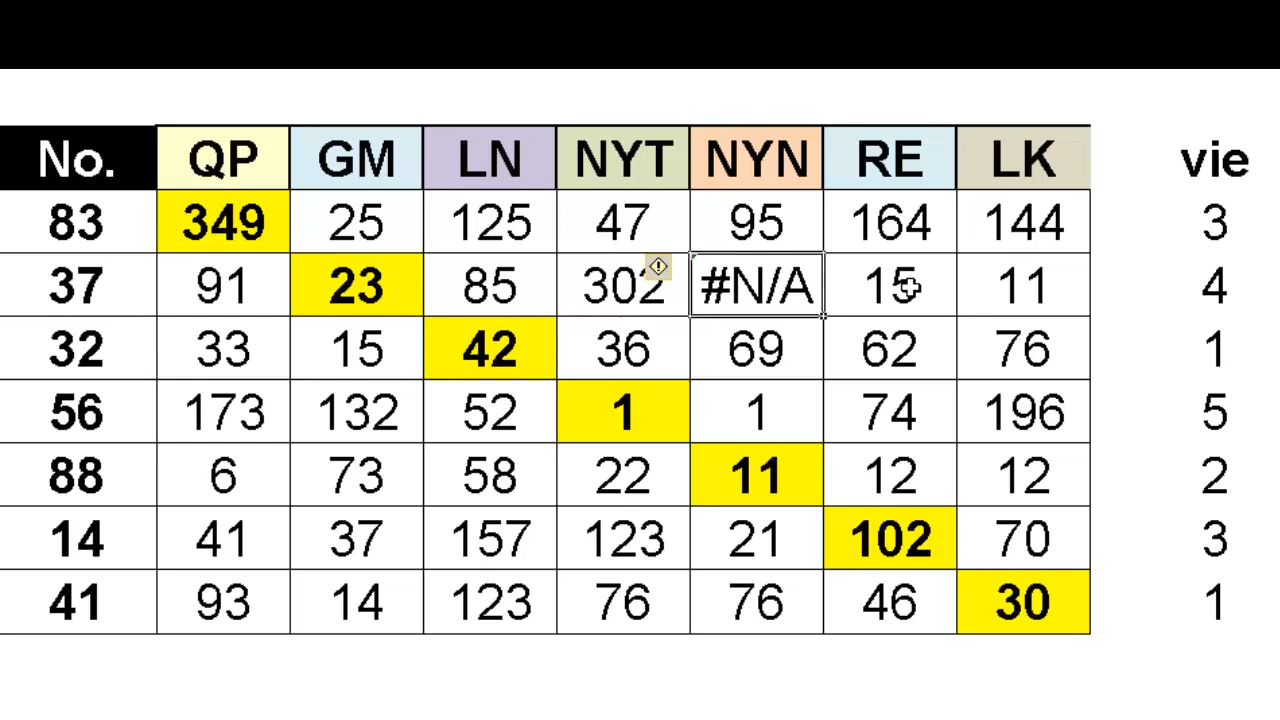 No. QP GM LN NYT NYN RE LK vie
83 349 25 125 47 95 164 144 3
37 91 23 85 302 #N/A 15 11 4
32 33 15 42 36 69 62 76 1
56 173 132 52 1 1 74 196 5
88 6 73 58 22 11 12 12 2
14 41 37 157 123 21 102 70 3
41 93 14 123 76 76 46 30 1